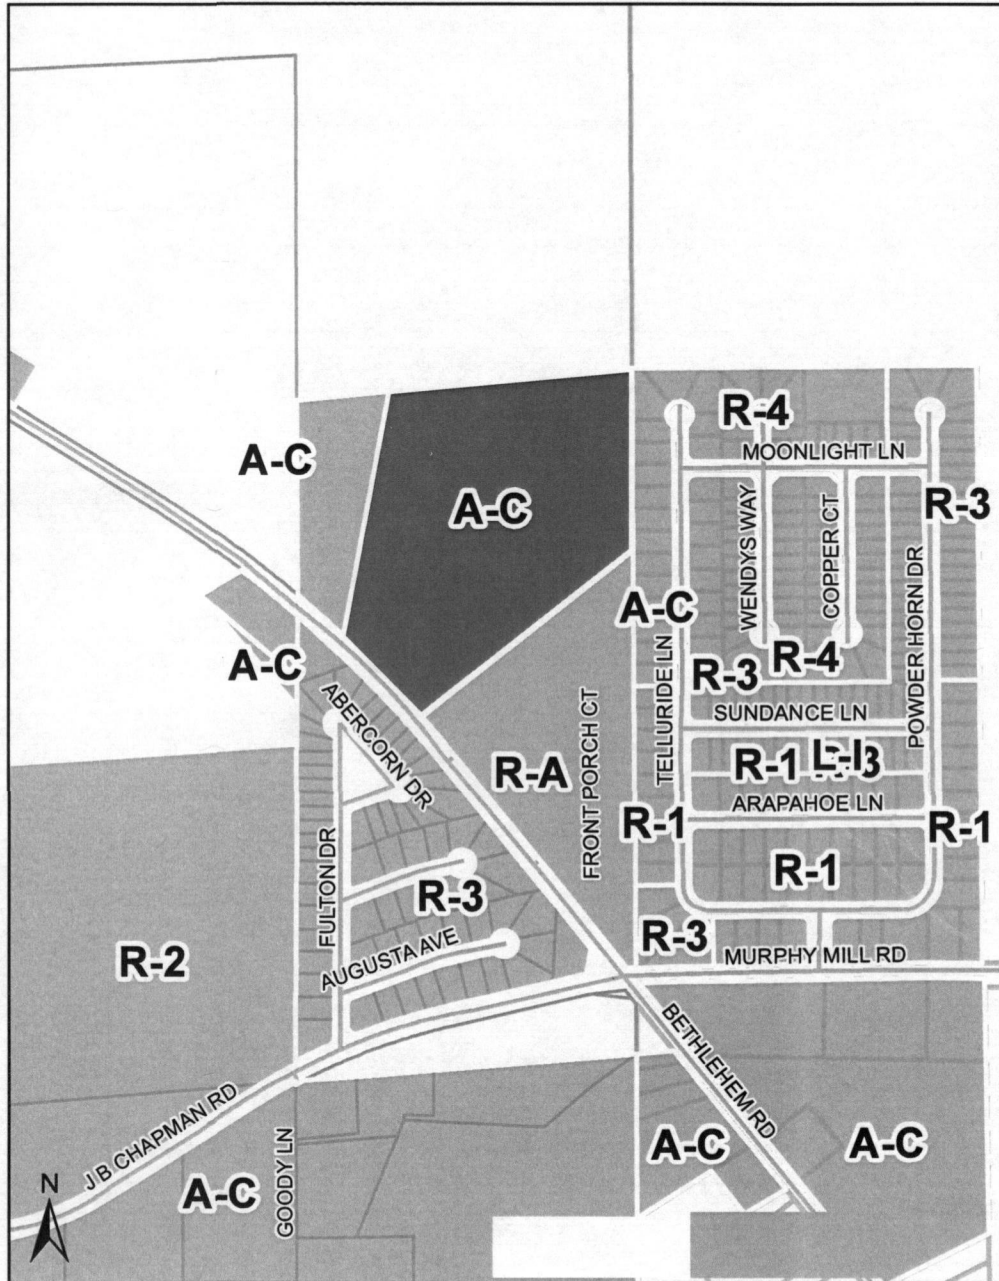 R-4
MOONLIGHT LN
A-C
A-C
R-3
WENDYS WAY
COPPER CT
A-C
POWDER HORN DR
TELLURIDE LN
R-4
A-C
R-3
ABERCORN DR
SUNDANCE LN
R-A
R-1
L-I
FRONT PORCH CT
ARAPAHOE LN
R-1
R-1
FULTON DR
R-1
R-3
R-3
AUGUSTA AVE
MURPHY MILL RD
R-2
BETHLEHEM RD
J B CHAPMAN RD
A-C
A-C
N
A-C
GOODY LN